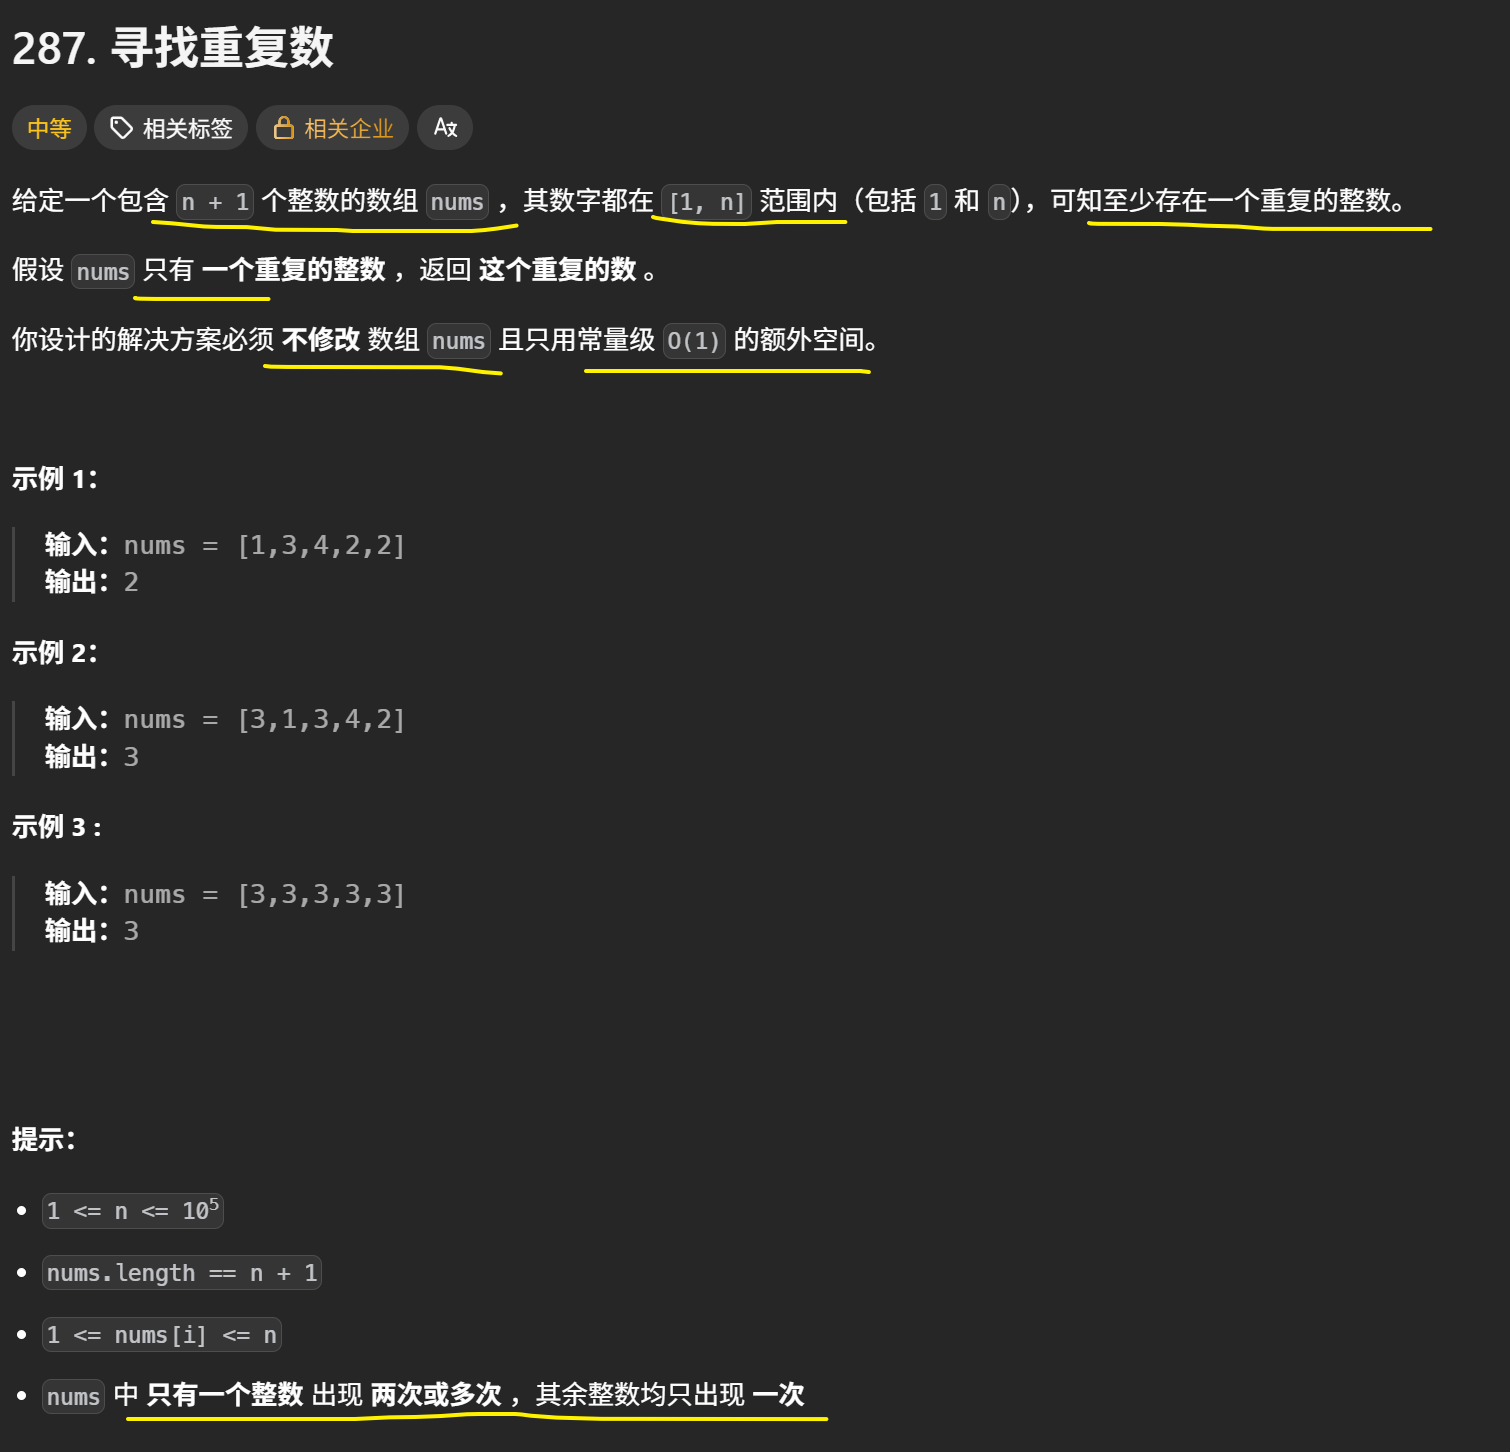 287. 寻找重复数
中等 相关标签 相关企业 A文
给定一个包含 n + 1 个整数的数组 nums ，其数字都在 [1, n] 范围内（包括 1 和 n），可知至少存在一个重复的整数。
假设 nums 只有 一个重复的整数 ，返回 这个重复的数 。
你设计的解决方案必须 不修改 数组 nums 且只用常量级 O(1) 的额外空间。
示例 1：
输入：nums = [1,3,4,2,2]
输出：2
示例 2：
输入：nums = [3,1,3,4,2]
输出：3
示例 3 :
输入：nums = [3,3,3,3,3]
输出：3
提示：
• 1 <= n <= 10⁵
• nums.length == n + 1
• 1 <= nums[i] <= n
• nums 中 只有一个整数 出现 两次或多次 ，其余整数均只出现 一次